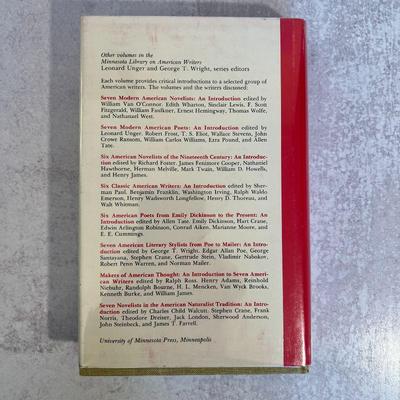 Other volumes in the
Minnesota Library on American Writers
Leonard Unger and George T. Wright, series editors
Each volume provides critical introductions to a selected group of
American writers. The volumes and the writers discussed:
Seven Modern American Novelists: An Introduction edited by
William Van O'Connor. Edith Wharton, Sinclair Lewis, F. Scott
Fitzgerald, William Faulkner, Ernest Hemingway, Thomas Wolfe,
and Nathanael West.
Seven Modern American Poets: An Introduction edited by
Leonard Unger. Robert Frost, T. S. Eliot, Wallace Stevens, John
Crowe Ransom, William Carlos Williams, Ezra Pound, and Allen
Tate.
Six American Novelists of the Nineteenth Century: An Introduc-
tion edited by Richard Foster. James Fenimore Cooper, Nathaniel
Hawthorne, Herman Melville, Mark Twain, William D. Howells,
and Henry James.
Six Classic American Writers: An Introduction edited by Sher-
man Paul. Benjamin Franklin, Washington Irving, Ralph Waldo
Emerson, Henry Wadsworth Longfellow, Henry D. Thoreau, and
Walt Whitman.
Six American Poets from Emily Dickinson to the Present: An In-
troduction edited by Allen Tate. Emily Dickinson, Hart Crane,
Edwin Arlington Robinson, Conrad Aiken, Marianne Moore, and
E. E. Cummings.
Seven American Literary Stylists from Poe to Mailer: An Intro-
duction edited by George T. Wright. Edgar Allan Poe, George
Santayana, Stephen Crane, Gertrude Stein, Vladimir Nabokov,
Robert Penn Warren, and Norman Mailer.
Makers of American Thought: An Introduction to Seven Ameri-
can Writers edited by Ralph Ross. Henry Adams, Reinhold
Niebuhr, Randolph Bourne, H. L. Mencken, Van Wyck Brooks,
Kenneth Burke, and William James.
Seven Novelists in the American Naturalist Tradition: An Intro-
duction edited by Charles Child Walcutt. Stephen Crane, Frank
Norris, Theodore Dreiser, Jack London, Sherwood Anderson,
John Steinbeck, and James T. Farrell.
University of Minnesota Press, Minneapolis